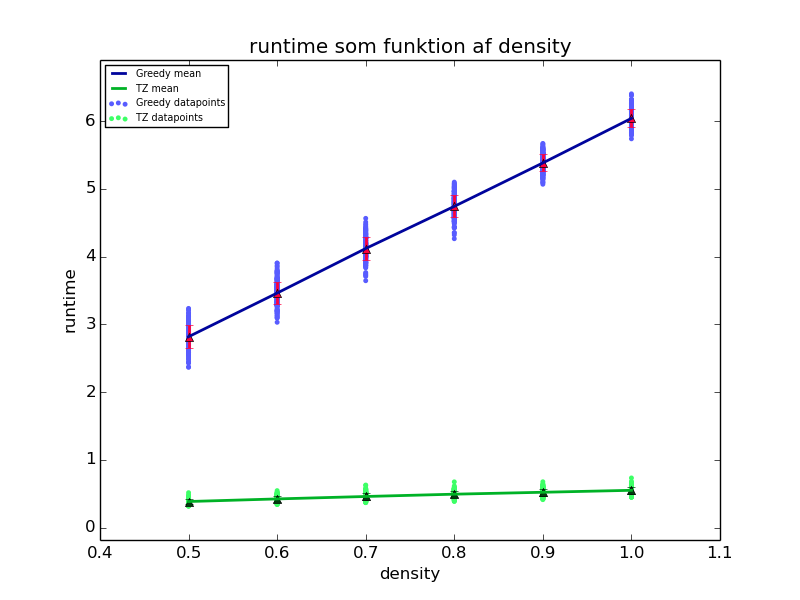 runtime som funktion af density
Greedy mean
TZ mean
Greedy datapoints
TZ datapoints
6
5
4
3
2
1
0
runtime
0.4 0.5 0.6 0.7 0.8 0.9 1.0 1.1
density